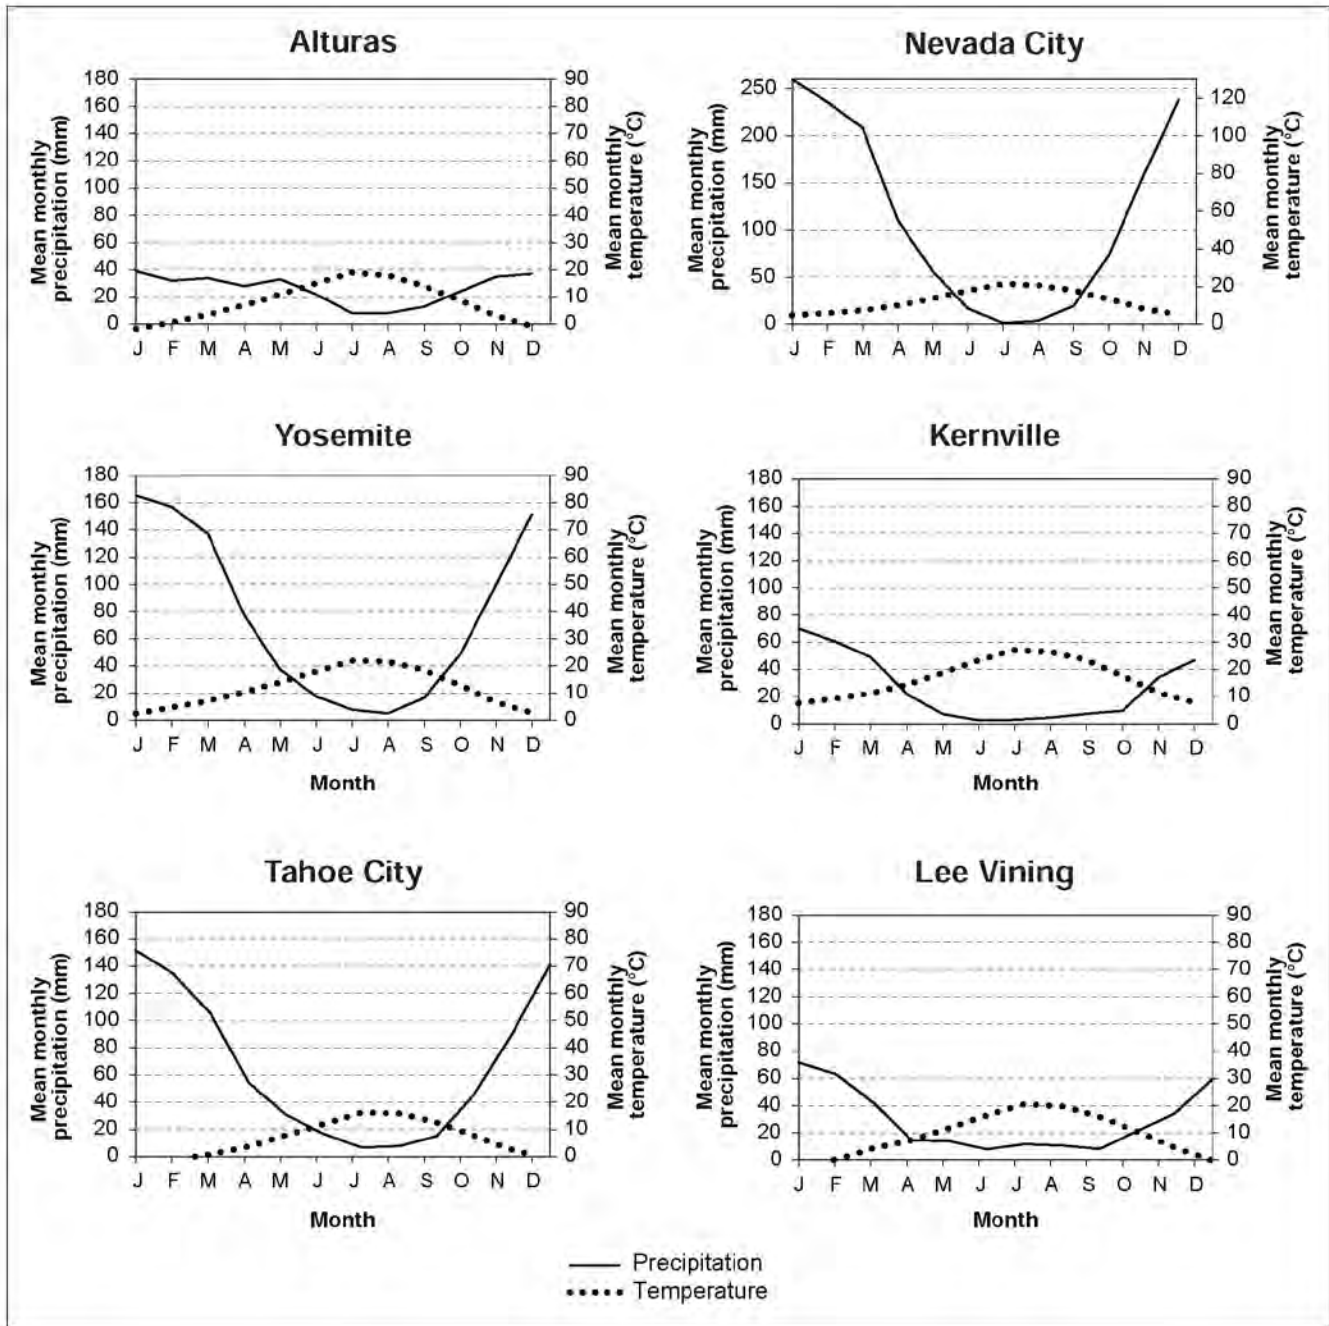 Alturas
Mean monthly
precipitation (mm)
180
160
140
120
100
80
60
40
20
0
90
80
70
60
50
40
30
20
10
0
Mean monthly
temperature (°C)
J F M A M J J A S O N D
Nevada City
Mean monthly
precipitation (mm)
250
200
150
100
50
0
120
100
80
60
40
20
0
Mean monthly
temperature (°C)
J F M A M J J A S O N D
Yosemite
Mean monthly
precipitation (mm)
180
160
140
120
100
80
60
40
20
0
90
80
70
60
50
40
30
20
10
0
Mean monthly
temperature (°C)
J F M A M J J A S O N D
Month
Kernville
Mean monthly
precipitation (mm)
180
160
140
120
100
80
60
40
20
0
90
80
70
60
50
40
30
20
10
0
Mean monthly
temperature (°C)
J F M A M J J A S O N D
Month
Tahoe City
Mean monthly
precipitation (mm)
180
160
140
120
100
80
60
40
20
0
90
80
70
60
50
40
30
20
10
0
Mean monthly
temperature (°C)
J F M A M J J A S O N D
Month
Lee Vining
Mean monthly
precipitation (mm)
180
160
140
120
100
80
60
40
20
0
90
80
70
60
50
40
30
20
10
0
Mean monthly
temperature (°C)
J F M A M J J A S O N D
Month
Precipitation
Temperature